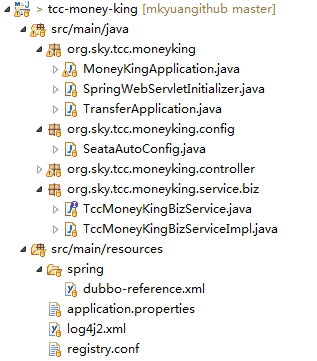 > tcc-money-king [mkyuangithub master]
src/main/java
org.sky.tcc.moneyking
MoneyKingApplication.java
SpringWebServletInitializer.java
TransferApplication.java
org.sky.tcc.moneyking.config
SeataAutoConfig.java
org.sky.tcc.moneyking.controller
org.sky.tcc.moneyking.service.biz
TccMoneyKingBizService.java
TccMoneyKingBizServiceImpl.java
src/main/resources
spring
dubbo-reference.xml
application.properties
log4j2.xml
registry.conf